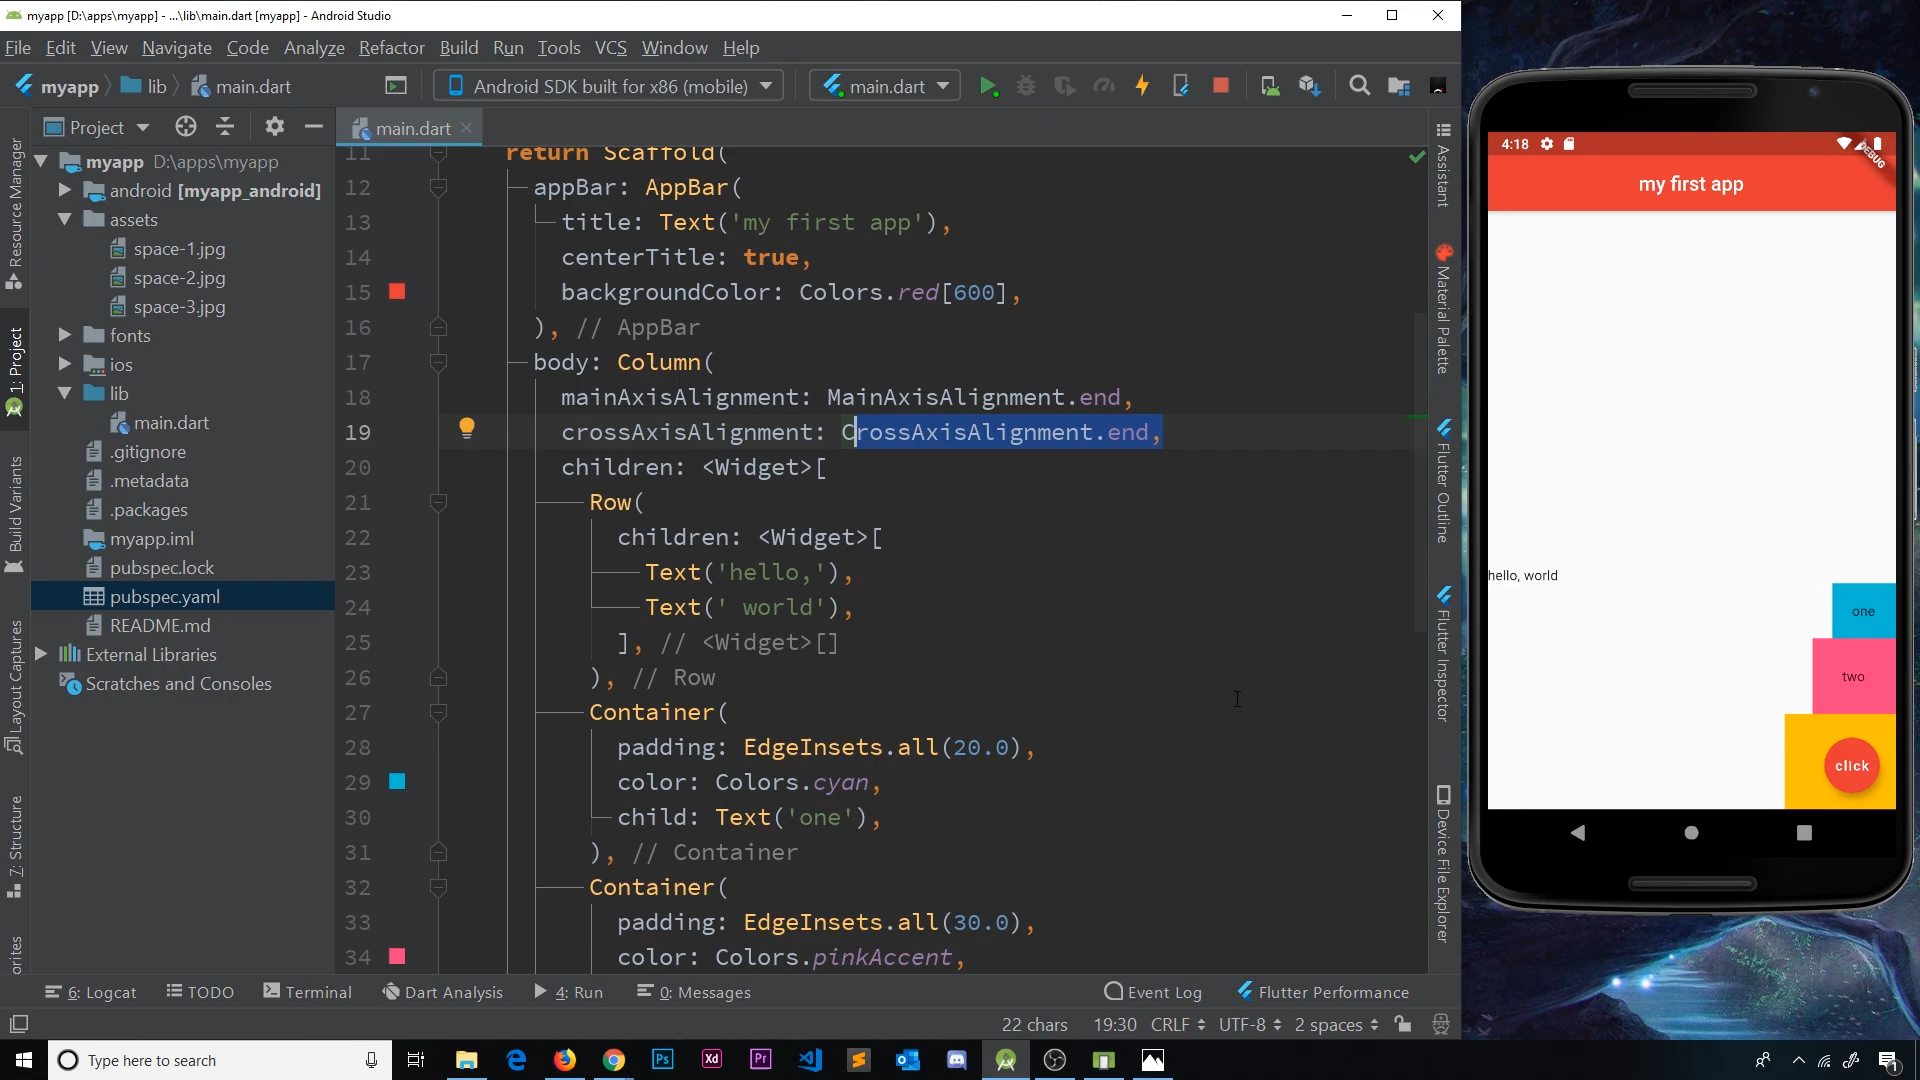 myapp [D:\apps\myapp] - ...\lib\main.dart [myapp] - Android Studio
File Edit View Navigate Code Analyze Refactor Build Run Tools VCS Window Help
myapp lib main.dart Android SDK built for x86 (mobile) main.dart
Project
main.dart
myapp D:\apps\myapp
android [myapp_android]
assets
space-1.jpg
space-2.jpg
space-3.jpg
fonts
ios
lib
main.dart
.gitignore
.metadata
.packages
myapp.iml
pubspec.lock
pubspec.yaml
README.md
External Libraries
Scratches and Consoles
Resource Manager
1: Project
Build Variants
Layout Captures
7: Structure
orites
11 return Scaffold(
12 appBar: AppBar(
13 title: Text('my first app'),
14 centerTitle: true,
15 backgroundColor: Colors.red[600],
16 ), // AppBar
17 body: Column(
18 mainAxisAlignment: MainAxisAlignment.end,
19 crossAxisAlignment: CrossAxisAlignment.end,
20 children: <Widget>[
21 Row(
22 children: <Widget>[
23 Text('hello,'),
24 Text(' world'),
25 ], // <Widget>[]
26 ), // Row
27 Container(
28 padding: EdgeInsets.all(20.0),
29 color: Colors.cyan,
30 child: Text('one'),
31 ), // Container
32 Container(
33 padding: EdgeInsets.all(30.0),
34 color: Colors.pinkAccent,
Assistant
Material Palette
Flutter Outline
Flutter Inspector
Device File Explorer
6: Logcat TODO Terminal Dart Analysis 4: Run 0: Messages Event Log Flutter Performance
22 chars 19:30 CRLF UTF-8 2 spaces
4:18
DEBUG
my first app
hello, world
one
two
click
Type here to search
Ps
Xd
Pr
1